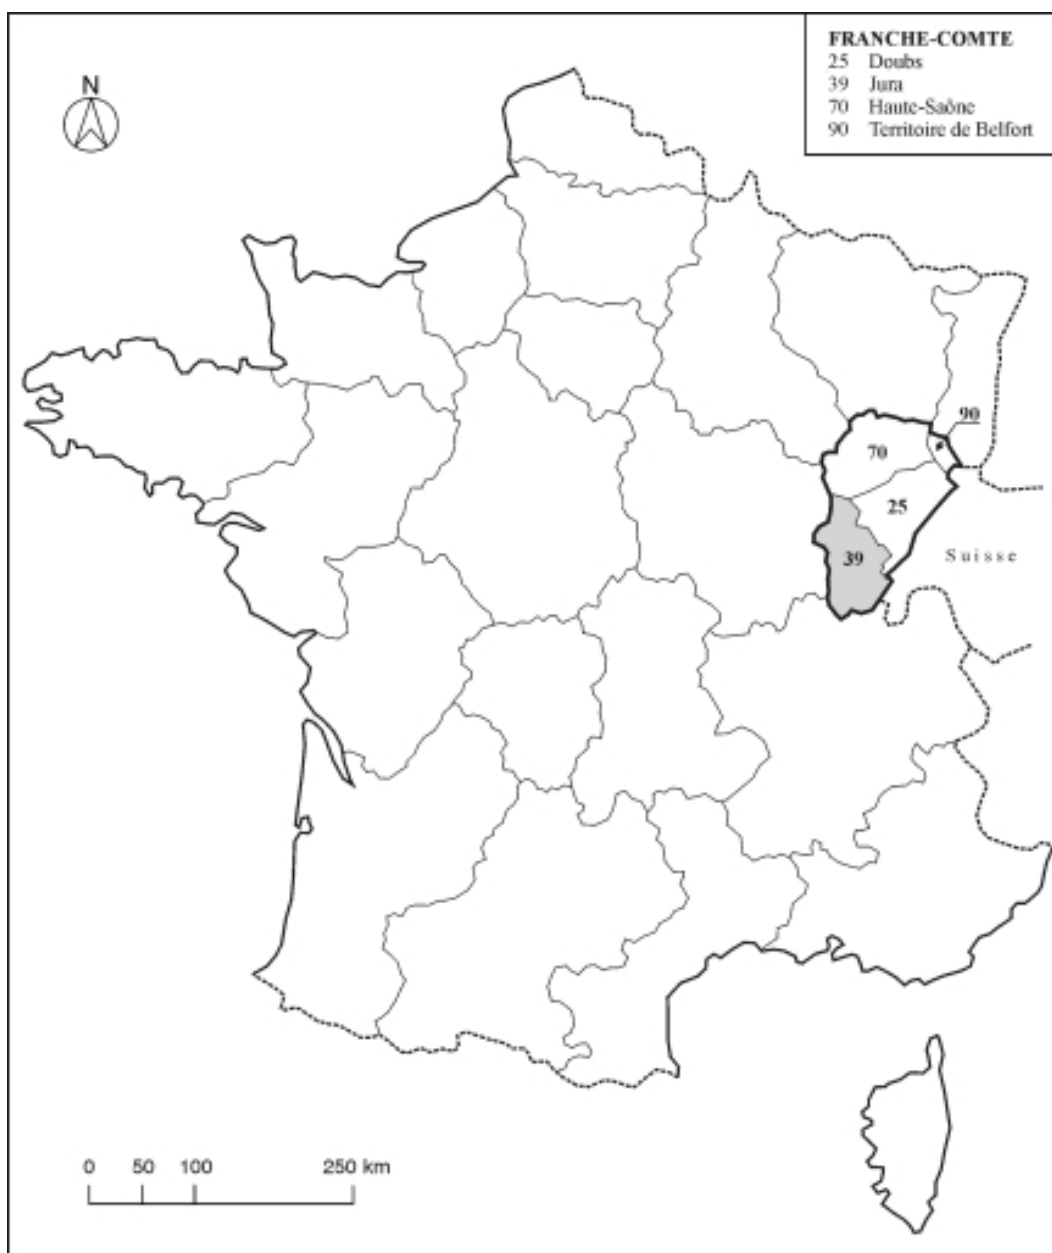 FRANCHE-COMTE
25 Doubs
39 Jura
70 Haute-Saône
90 Territoire de Belfort
N
90
70
25
39
Suisse
0 50 100 250 km